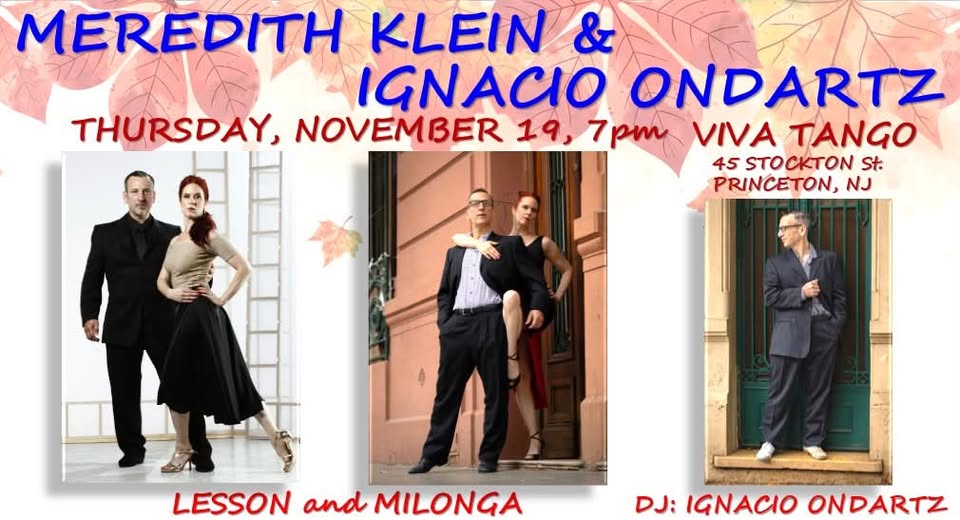 MEREDITH KLEIN &
IGNACIO ONDARTZ
THURSDAY, NOVEMBER 19, 7pm
VIVA TANGO
45 STOCKTON St.
PRINCETON, NJ
LESSON and MILONGA
DJ: IGNACIO ONDARTZ